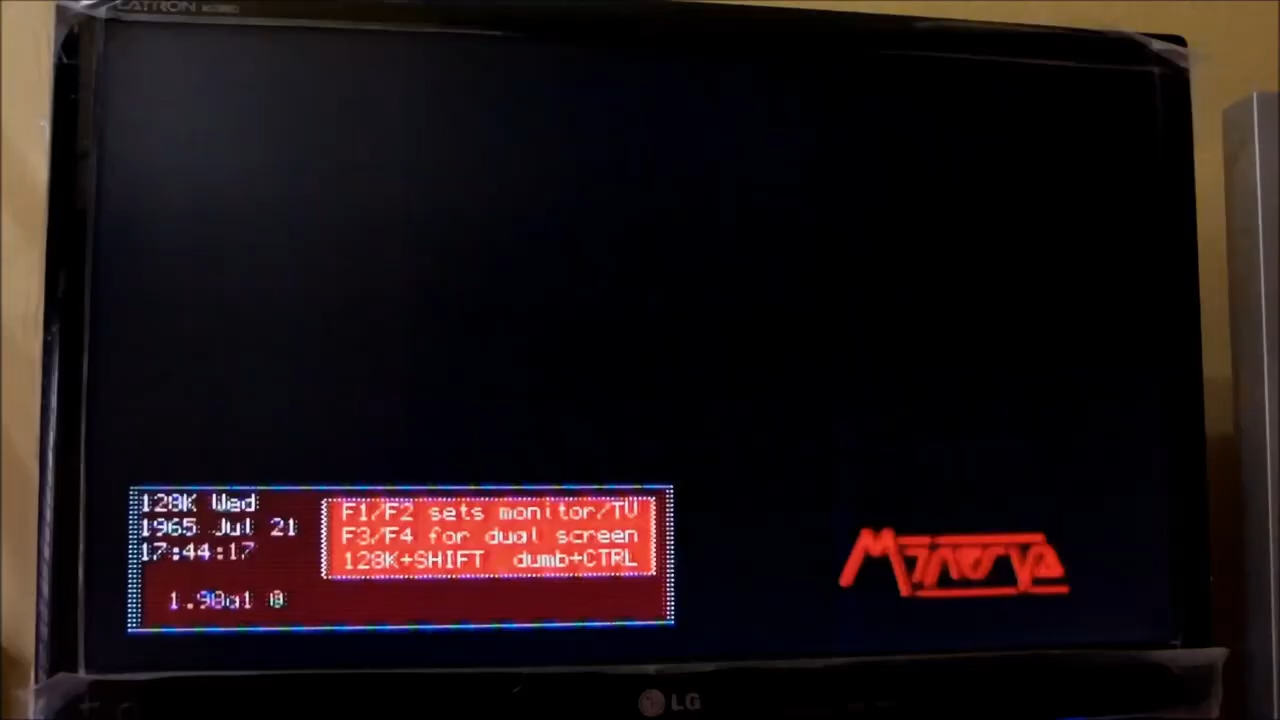 128K Wed
1965 Jul 21
17:44:17
1.98a1
F1/F2 sets monitor/TV
F3/F4 for dual screen
128K+SHIFT dumb+CTRL
Minerva
LG